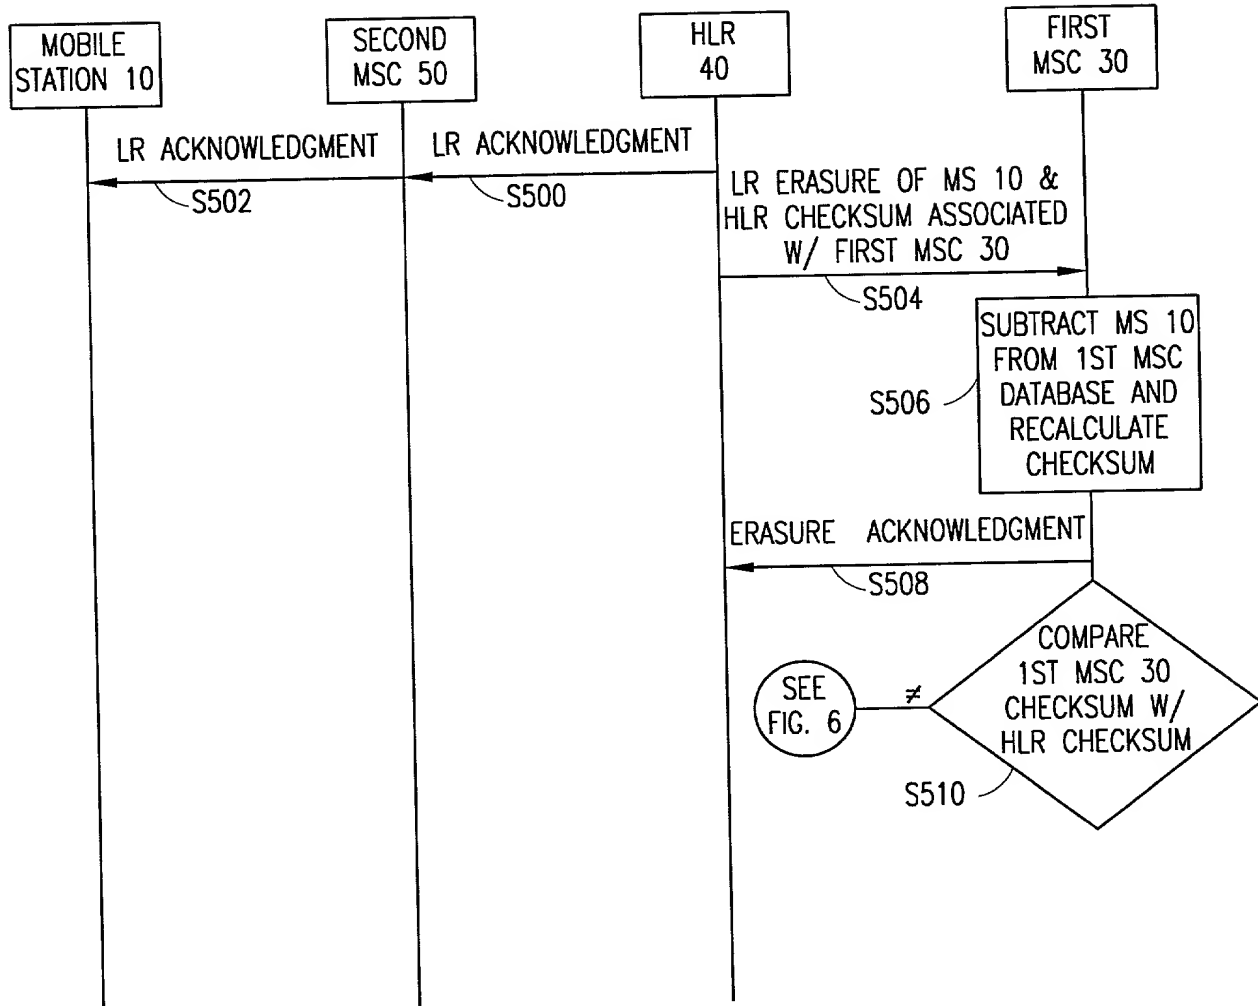 MOBILE
STATION 10
SECOND
MSC 50
HLR
40
FIRST
MSC 30
LR ACKNOWLEDGMENT
S502
LR ACKNOWLEDGMENT
S500
LR ERASURE OF MS 10 &
HLR CHECKSUM ASSOCIATED
W/ FIRST MSC 30
S504
SUBTRACT MS 10
FROM 1ST MSC
DATABASE AND
RECALCULATE
CHECKSUM
S506
ERASURE ACKNOWLEDGMENT
S508
COMPARE
1ST MSC 30
CHECKSUM W/
HLR CHECKSUM
≠
SEE
FIG. 6
S510